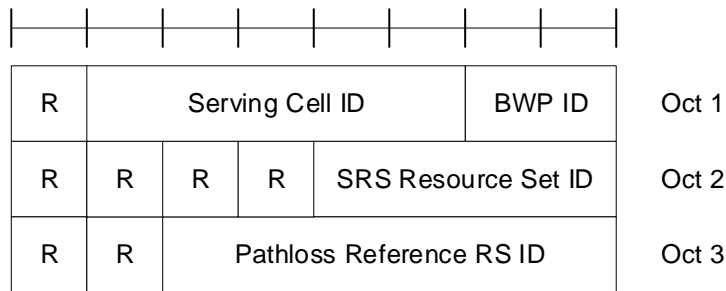 R Serving Cell ID BWP ID Oct 1
R R R R SRS Resource Set ID Oct 2
R R Pathloss Reference RS ID Oct 3